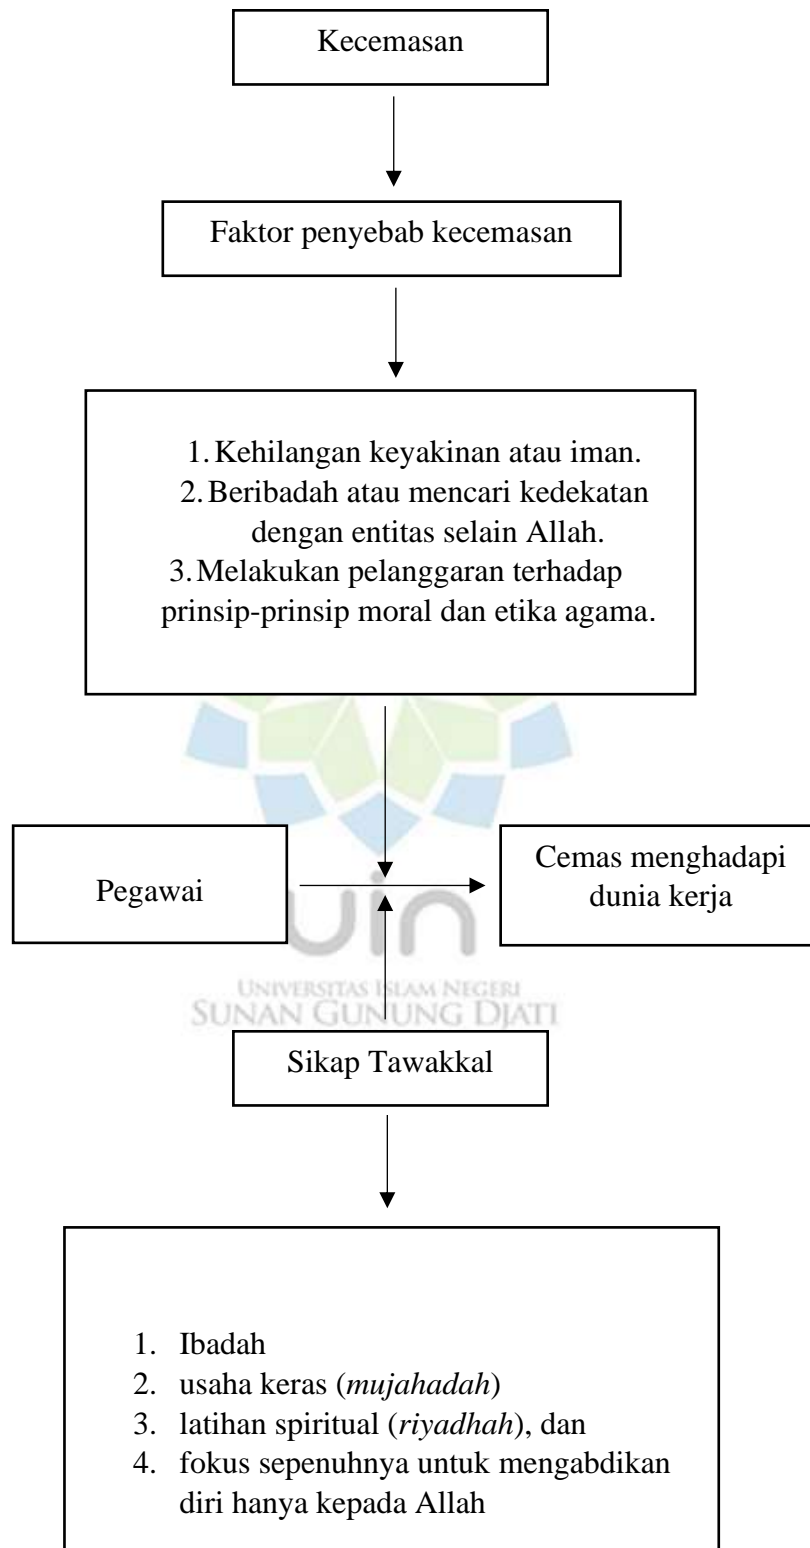 Kecemasan
Faktor penyebab kecemasan
1. Kehilangan keyakinan atau iman.
2. Beribadah atau mencari kedekatan
dengan entitas selain Allah.
3. Melakukan pelanggaran terhadap
prinsip-prinsip moral dan etika agama.
Pegawai
Cemas menghadapi
dunia kerja
uin
UNIVERSITAS ISLAM NEGERI
SUNAN GUNUNG DJATI
Sikap Tawakkal
1. Ibadah
2. usaha keras (mujahadah)
3. latihan spiritual (riyadhah), dan
4. fokus sepenuhnya untuk mengabdikan
diri hanya kepada Allah